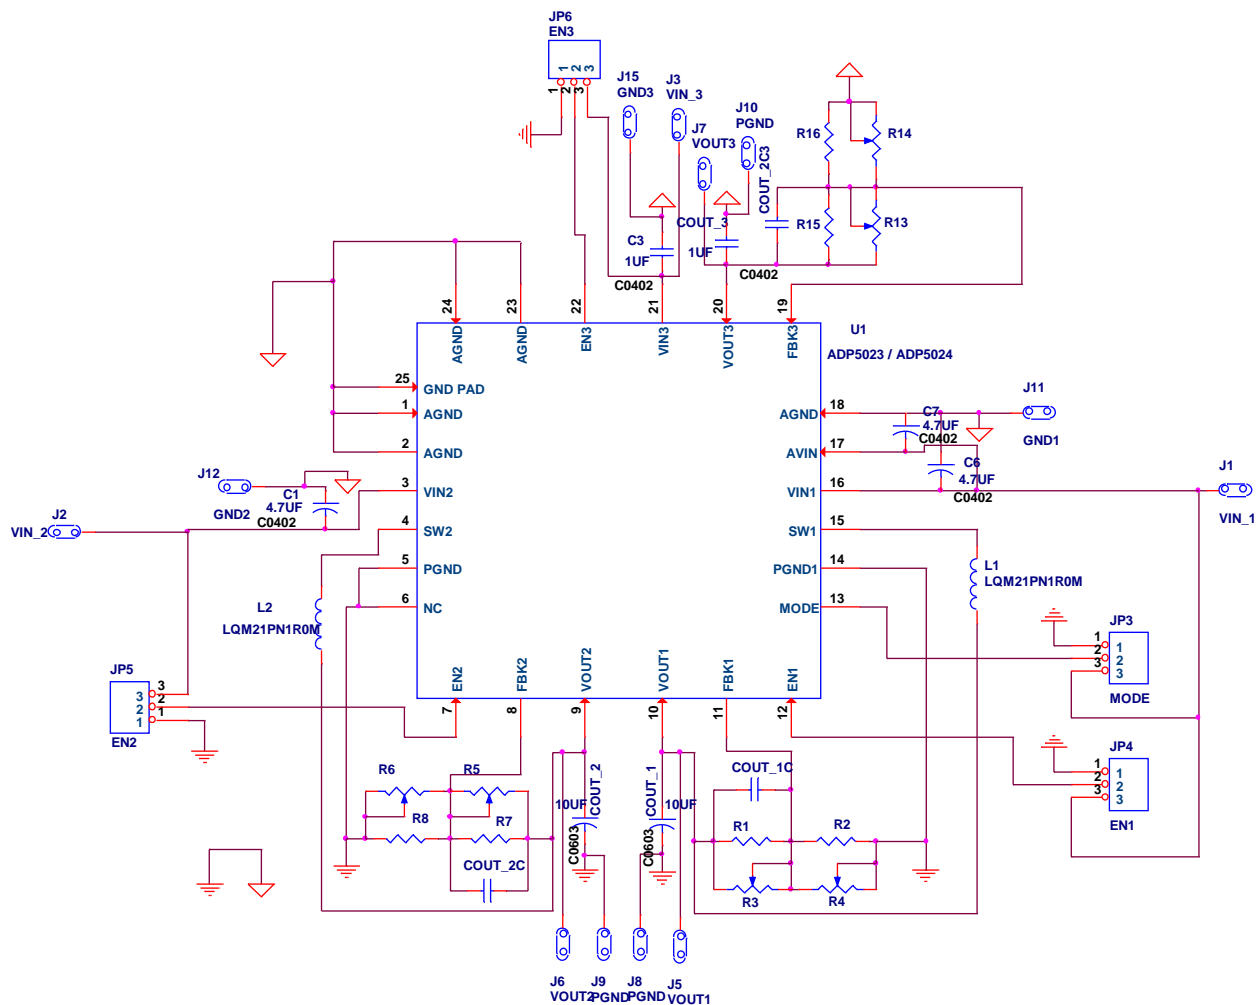 JP6
EN3
1 2 3
1 2 3
J15
GND3
J3
VIN_3
J10
PGND
J7
VOUT3
COUT_2C3
R16
R14
R15
R13
COUT_3
1UF
C0402
C3
1UF
C0402
24
23
22
21
20
19
AGND
AGND
EN3
VIN3
VOUT3
FBK3
U1
ADP5023 / ADP5024
25
GND PAD
1
AGND
2
AGND
3
VIN2
4
SW2
5
PGND
6
NC
AGND
18
AVIN
17
VIN1
16
SW1
15
PGND1
14
MODE
13
J11
GND1
C7
4.7UF
C0402
C6
4.7UF
C0402
J1
VIN_1
J12
GND2
C1
4.7UF
C0402
J2
VIN_2
L2
LQM21PN1R0M
L1
LQM21PN1R0M
JP3
1 1
2 2
3 3
MODE
JP5
3 3
2 2
1 1
EN2
EN2
FBK2
VOUT2
VOUT1
FBK1
EN1
7
8
9
10
11
12
JP4
1 1
2 2
3 3
EN1
R6
R5
R8
R7
COUT_2C
COUT_2
10UF
C0603
COUT_1
10UF
C0603
COUT_1C
R1
R2
R3
R4
J6
VOUT2
J9
PGND
J8
PGND
J5
VOUT1